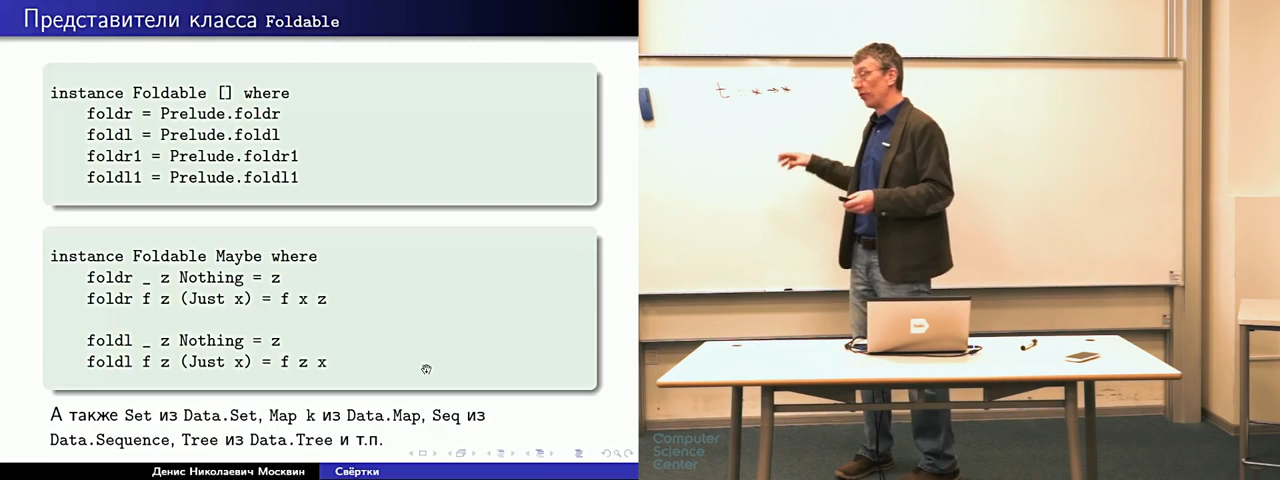 Представители класса Foldable
instance Foldable [] where
foldr = Prelude.foldr
foldl = Prelude.foldl
foldr1 = Prelude.foldr1
foldl1 = Prelude.foldl1
instance Foldable Maybe where
foldr _ z Nothing = z
foldr f z (Just x) = f x z
foldl _ z Nothing = z
foldl f z (Just x) = f z x
А также Set из Data.Set, Map k из Data.Map, Seq из
Data.Sequence, Tree из Data.Tree и т.п.
Денис Николаевич Москвин
Свёртки
Computer
Science
Center